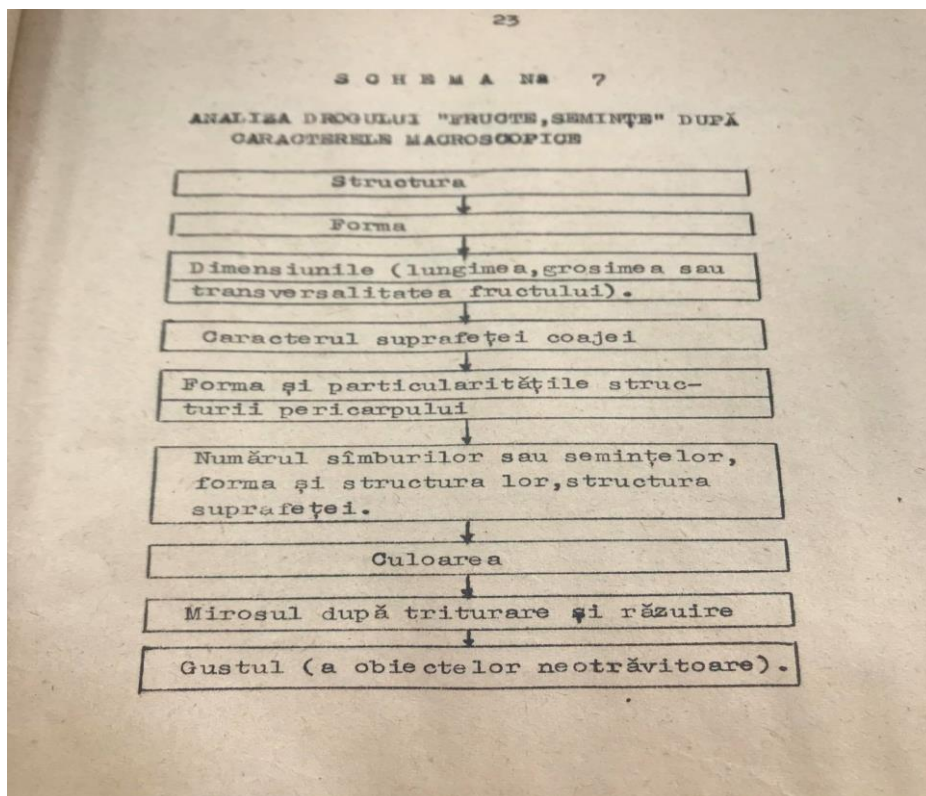 23
SCHEMA Nº 7
ANALIZA DROGULUI "FRUCTE,SEMINȚE" DUPĂ
CARACTERELE MACROSCOPICE
Structura
Forma
Dimensiunile (lungimea,grosimea sau
transversalitatea fructului).
Caracterul suprafeței coajei
Forma și particularitățile struc-
turii pericarpului
Numărul sîmburilor sau semințelor,
forma și structura lor,structura
suprafeței.
Culoarea
Mirosul după triturare și răzuire
Gustul (a obiectelor neotrăvitoare).